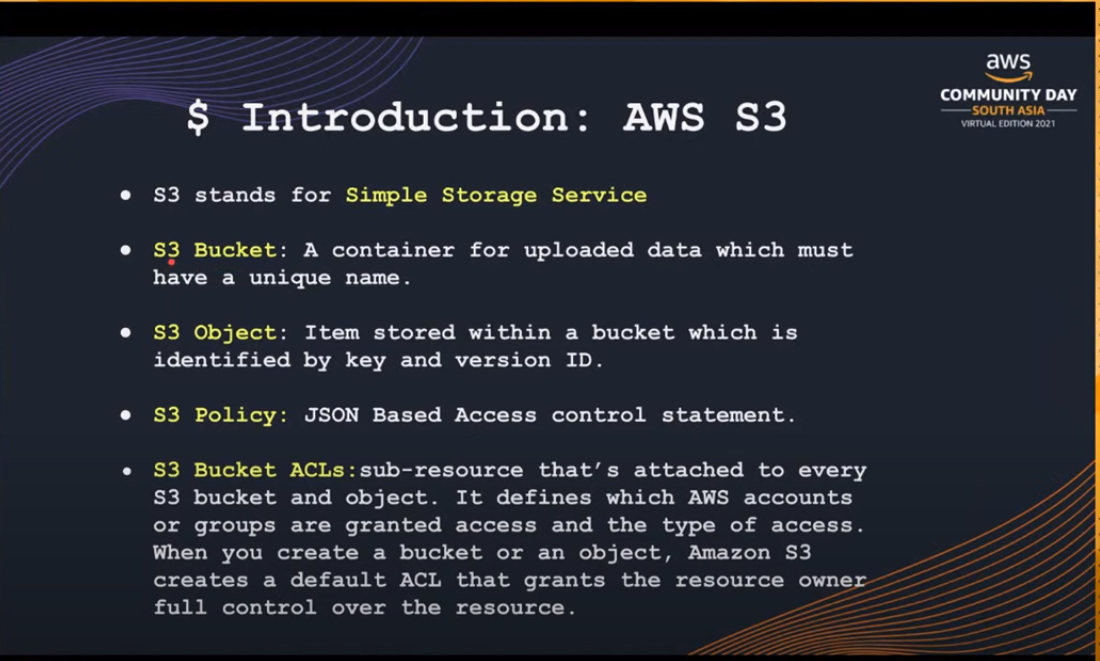 aws
COMMUNITY DAY
SOUTH ASIA
VIRTUAL EDITION 2021
$ Introduction: AWS S3
● S3 stands for Simple Storage Service
● S3 Bucket: A container for uploaded data which must
have a unique name.
● S3 Object: Item stored within a bucket which is
identified by key and version ID.
● S3 Policy: JSON Based Access control statement.
● S3 Bucket ACLs:sub-resource that’s attached to every
S3 bucket and object. It defines which AWS accounts
or groups are granted access and the type of access.
When you create a bucket or an object, Amazon S3
creates a default ACL that grants the resource owner
full control over the resource.